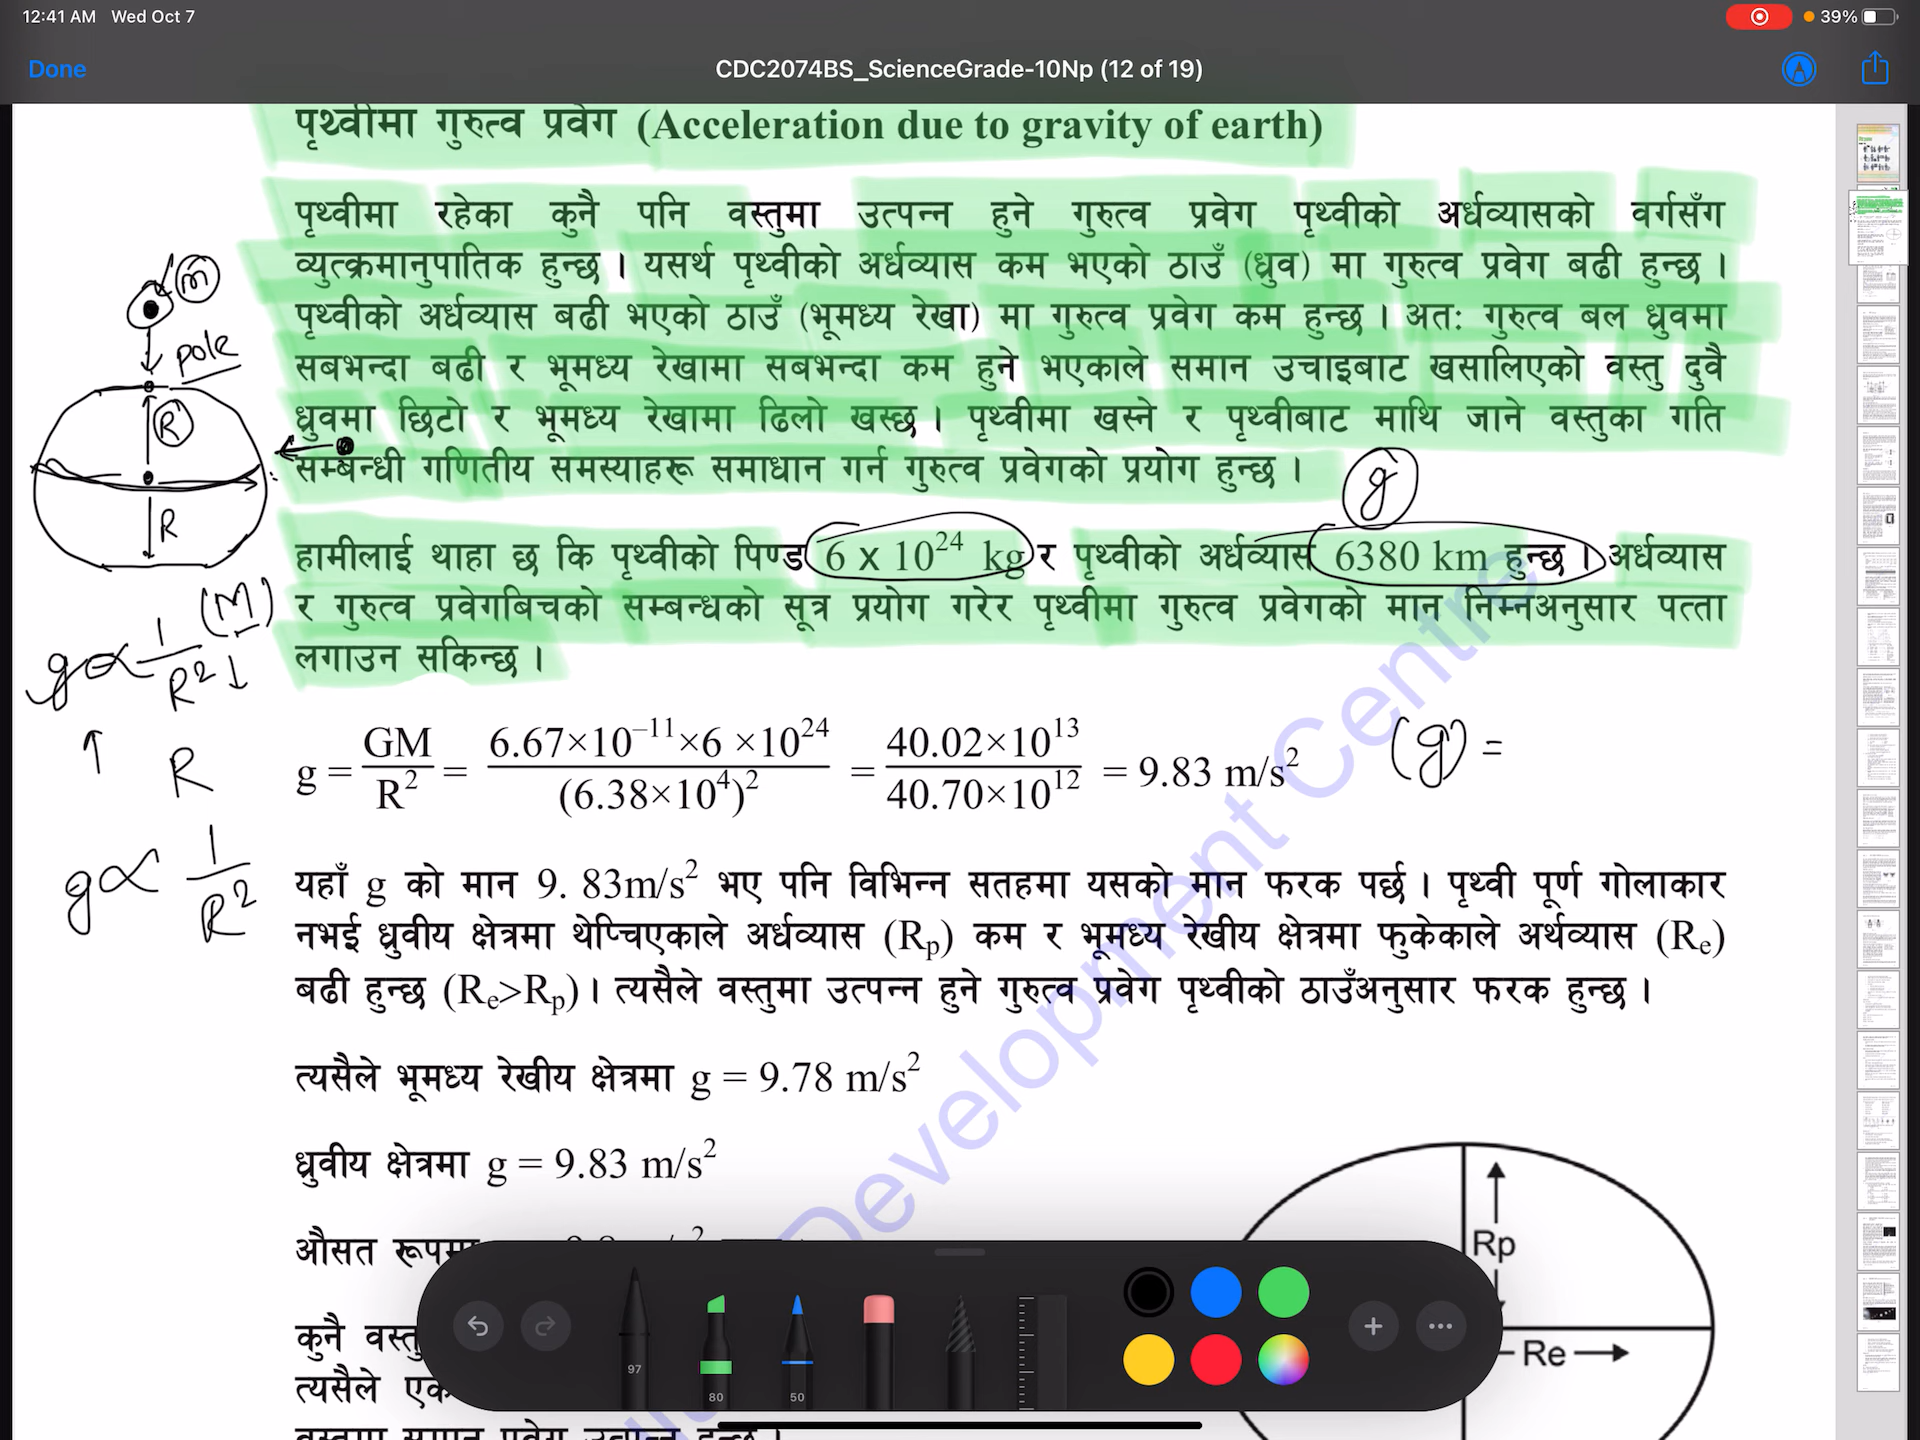 12:41 AM Wed Oct 7
39%
Done
CDC2074BS_ScienceGrade-10Np (12 of 19)
पृथ्वीमा गुरुत्व प्रवेग (Acceleration due to gravity of earth)
पृथ्वीमा रहेका कुनै पनि वस्तुमा उत्पन्न हुने गुरुत्व प्रवेग पृथ्वीको अर्धव्यासको वर्गसँग
व्युत्क्रमानुपातिक हुन्छ । यसर्थ पृथ्वीको अर्धव्यास कम भएको ठाउँ (ध्रुव) मा गुरुत्व प्रवेग बढी हुन्छ ।
पृथ्वीको अर्धव्यास बढी भएको ठाउँ (भूमध्य रेखा) मा गुरुत्व प्रवेग कम हुन्छ । अतः गुरुत्व बल ध्रुवमा
सबभन्दा बढी र भूमध्य रेखामा सबभन्दा कम हुने भएकाले समान उचाइबाट खसालिएको वस्तु दुवै
ध्रुवमा छिटो र भूमध्य रेखामा ढिलो खस्छ । पृथ्वीमा खस्ने र पृथ्वीबाट माथि जाने वस्तुका गति
सम्बन्धी गणितीय समस्याहरू समाधान गर्न गुरुत्व प्रवेगको प्रयोग हुन्छ ।
g
हामीलाई थाहा छ कि पृथ्वीको पिण्ड 6 x 10²⁴ kg र पृथ्वीको अर्धव्यास 6380 km हुन्छ । अर्धव्यास
र गुरुत्व प्रवेगबिचको सम्बन्धको सूत्र प्रयोग गरेर पृथ्वीमा गुरुत्व प्रवेगको मान निम्नअनुसार पत्ता
लगाउन सकिन्छ ।
m
pole
R
R
(M)
g ∝ 1/R² ↓
↑ R
g ∝ 1/R²
g = GM/R² = 6.67×10⁻¹¹×6 ×10²⁴/(6.38×10⁴)² = 40.02×10¹³/40.70×10¹² = 9.83 m/s²
(g) =
यहाँ g को मान 9. 83m/s² भए पनि विभिन्न सतहमा यसको मान फरक पर्छ । पृथ्वी पूर्ण गोलाकार
नभई ध्रुवीय क्षेत्रमा थेप्चिएकाले अर्धव्यास (Rp) कम र भूमध्य रेखीय क्षेत्रमा फुकेकाले अर्थव्यास (Re)
बढी हुन्छ (Re>Rp) । त्यसैले वस्तुमा उत्पन्न हुने गुरुत्व प्रवेग पृथ्वीको ठाउँअनुसार फरक हुन्छ ।
त्यसैले भूमध्य रेखीय क्षेत्रमा g = 9.78 m/s²
ध्रुवीय क्षेत्रमा g = 9.83 m/s²
औसत
कुनै
त्यसैले
Rp
Re
97
80
50
Development Centre